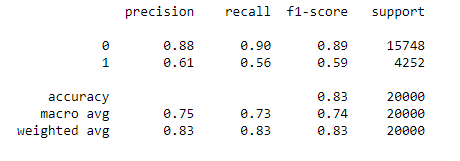 precision recall f1-score support
0 0.88 0.90 0.89 15748
1 0.61 0.56 0.59 4252
accuracy 0.83 20000
macro avg 0.75 0.73 0.74 20000
weighted avg 0.83 0.83 0.83 20000